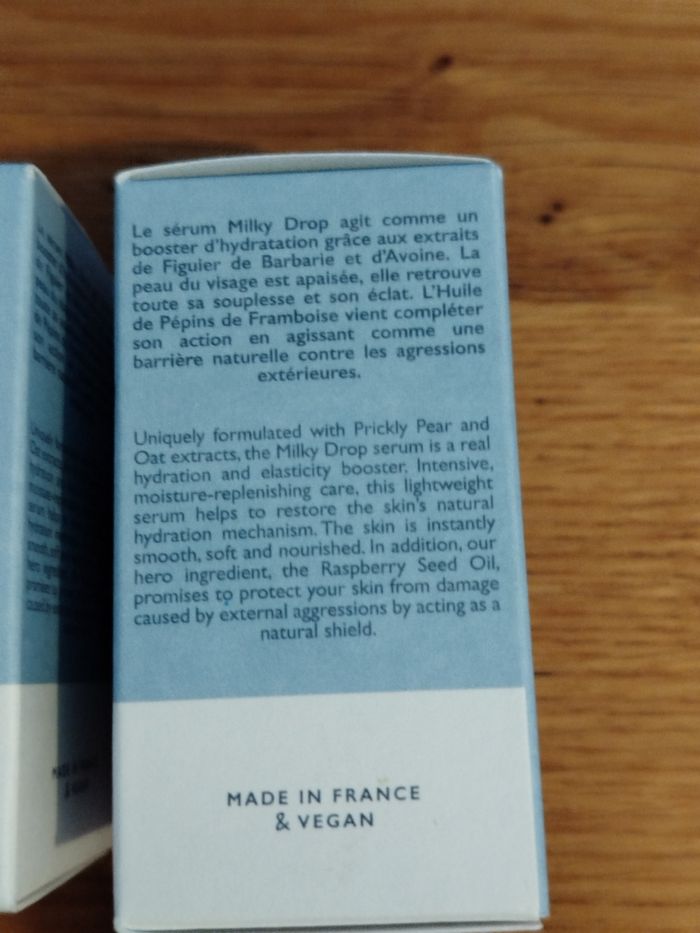 Le sérum Milky Drop agit comme un
booster d'hydratation grâce aux extraits
de Figuier de Barbarie et d'Avoine. La
peau du visage est apaisée, elle retrouve
toute sa souplesse et son éclat. L'Huile
de Pépins de Framboise vient compléter
son action en agissant comme une
barrière naturelle contre les agressions
extérieures.
Uniquely formulated with Prickly Pear and
Oat extracts, the Milky Drop serum is a real
hydration and elasticity booster. Intensive,
moisture-replenishing care, this lightweight
serum helps to restore the skin's natural
hydration mechanism. The skin is instantly
smooth, soft and nourished. In addition, our
hero ingredient, the Raspberry Seed Oil,
promises to protect your skin from damage
caused by external aggressions by acting as a
natural shield.
MADE IN FRANCE
& VEGAN